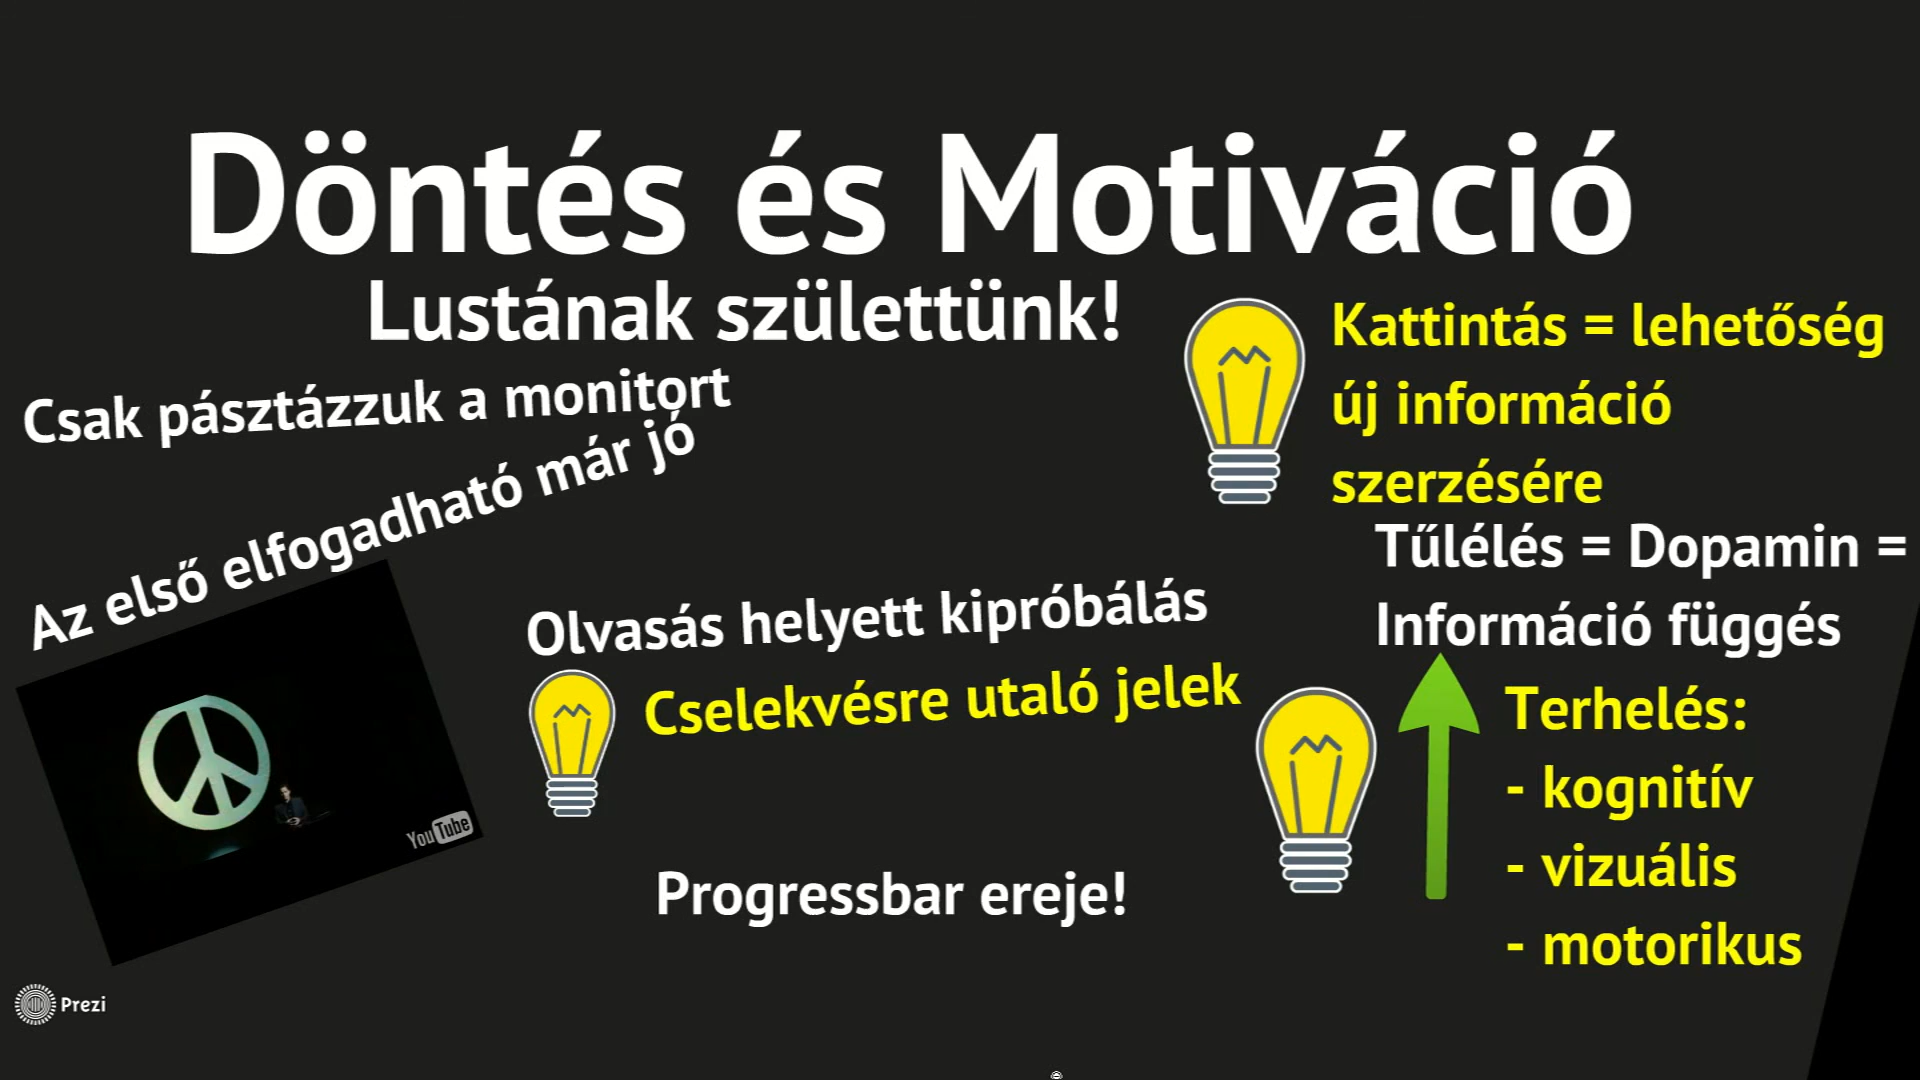 Döntés és Motiváció
Lustának születtünk!
Csak pásztázzuk a monitort
Az első elfogadható már jó
YouTube
Olvasás helyett kipróbálás
Cselekvésre utaló jelek
Progressbar ereje!
Kattintás = lehetőség
új információ
szerzésére
Tűlélés = Dopamin =
Információ függés
Terhelés:
- kognitív
- vizuális
- motorikus
Prezi